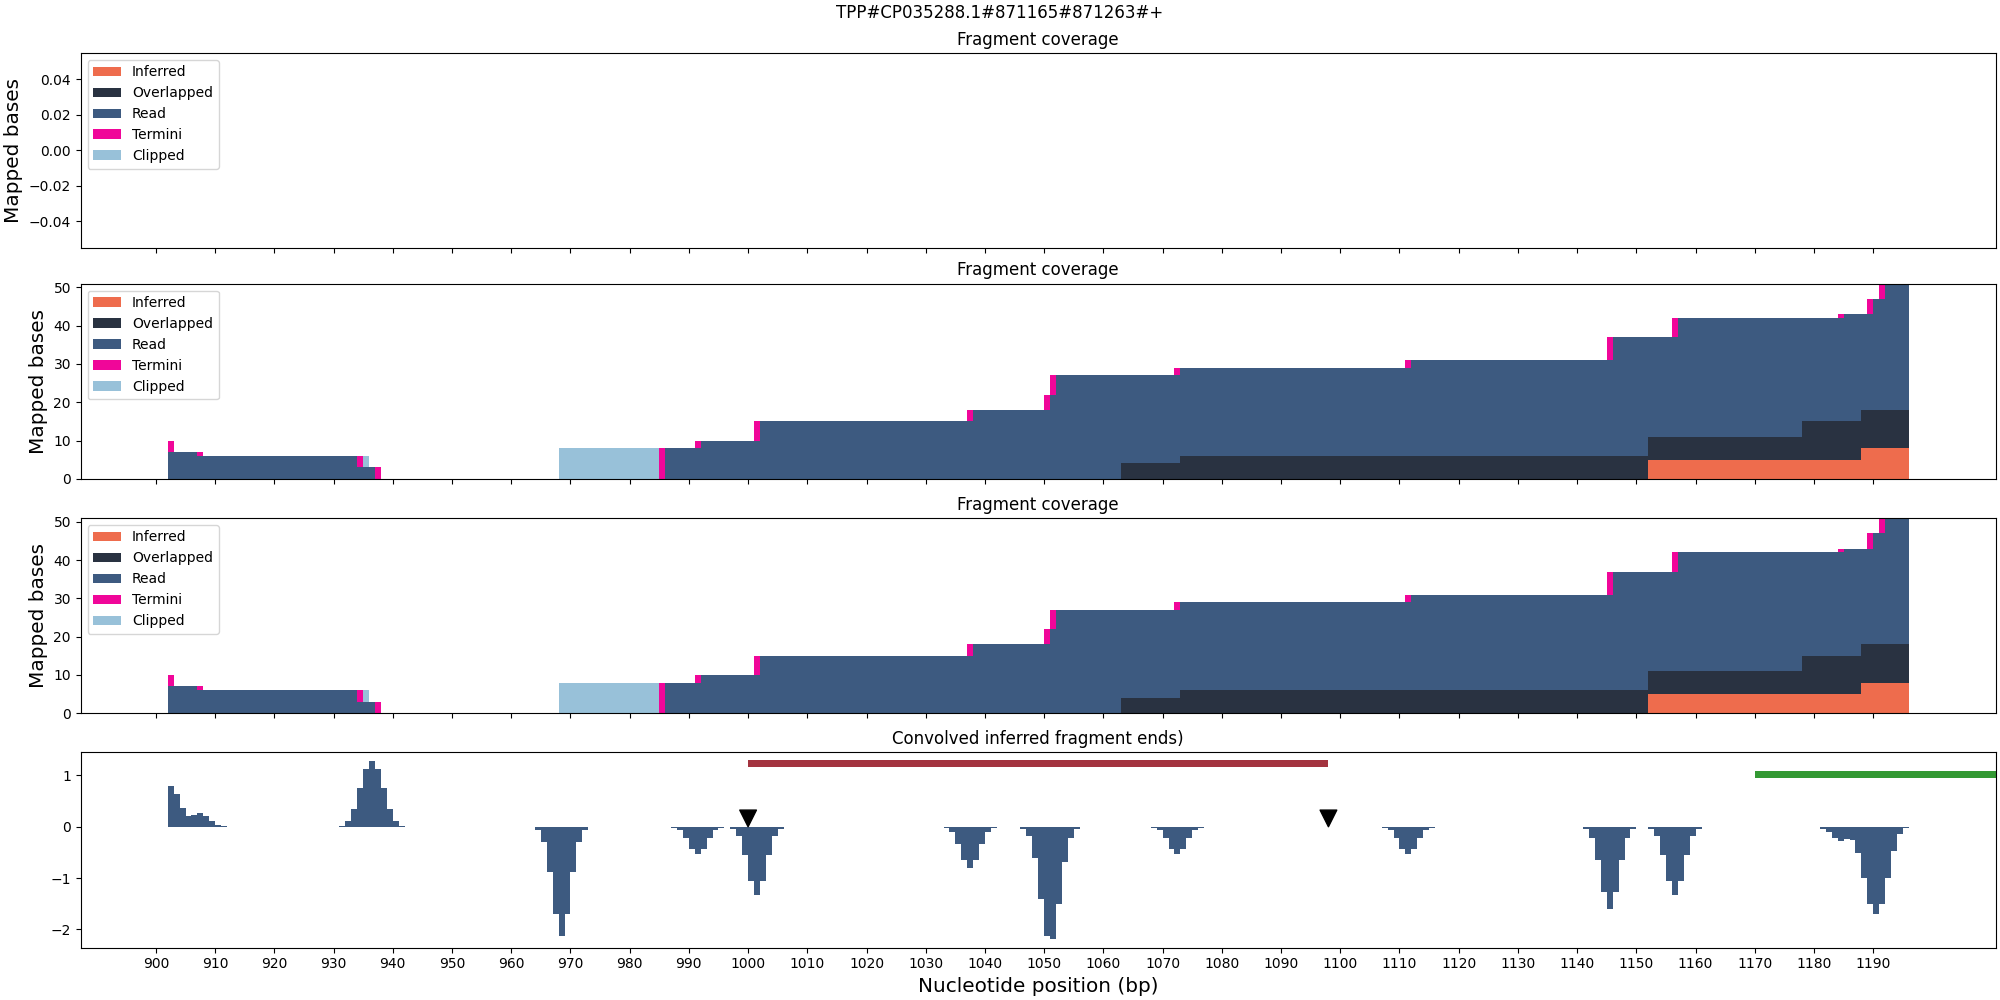 TPP#CP035288.1#871165#871263#+
Fragment coverage
Mapped bases
0.04
0.02
0.00
−0.02
−0.04
Inferred
Overlapped
Read
Termini
Clipped
Fragment coverage
Mapped bases
50
40
30
20
10
0
Inferred
Overlapped
Read
Termini
Clipped
Fragment coverage
Mapped bases
50
40
30
20
10
0
Inferred
Overlapped
Read
Termini
Clipped
Convolved inferred fragment ends)
1
0
−1
−2
900 910 920 930 940 950 960 970 980 990 1000 1010 1020 1030 1040 1050 1060 1070 1080 1090 1100 1110 1120 1130 1140 1150 1160 1170 1180 1190
Nucleotide position (bp)